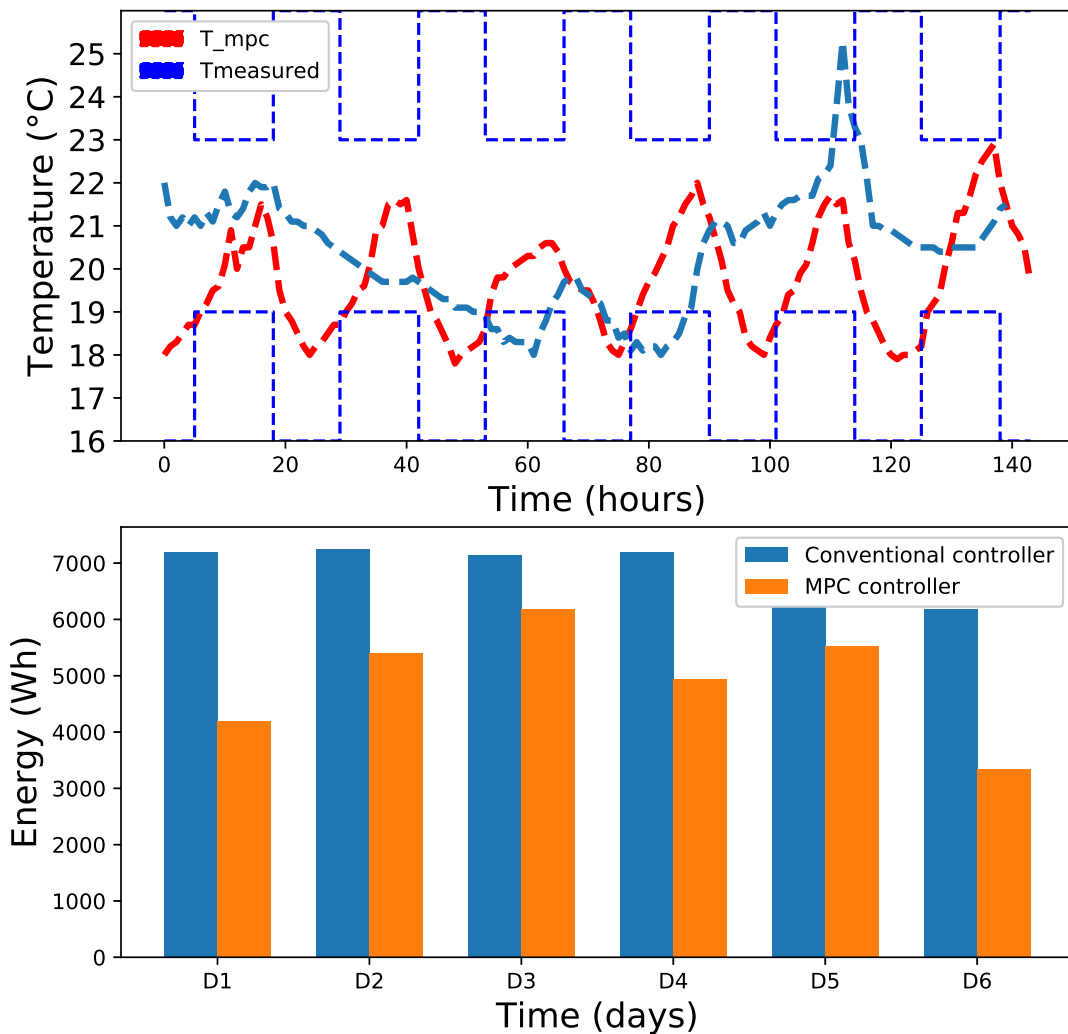 T_mpc
Tmeasured
Temperature (°C)
25
24
23
22
21
20
19
18
17
16
0 20 40 60 80 100 120 140
Time (hours)
Conventional controller
MPC controller
Energy (Wh)
7000
6000
5000
4000
3000
2000
1000
0
D1 D2 D3 D4 D5 D6
Time (days)